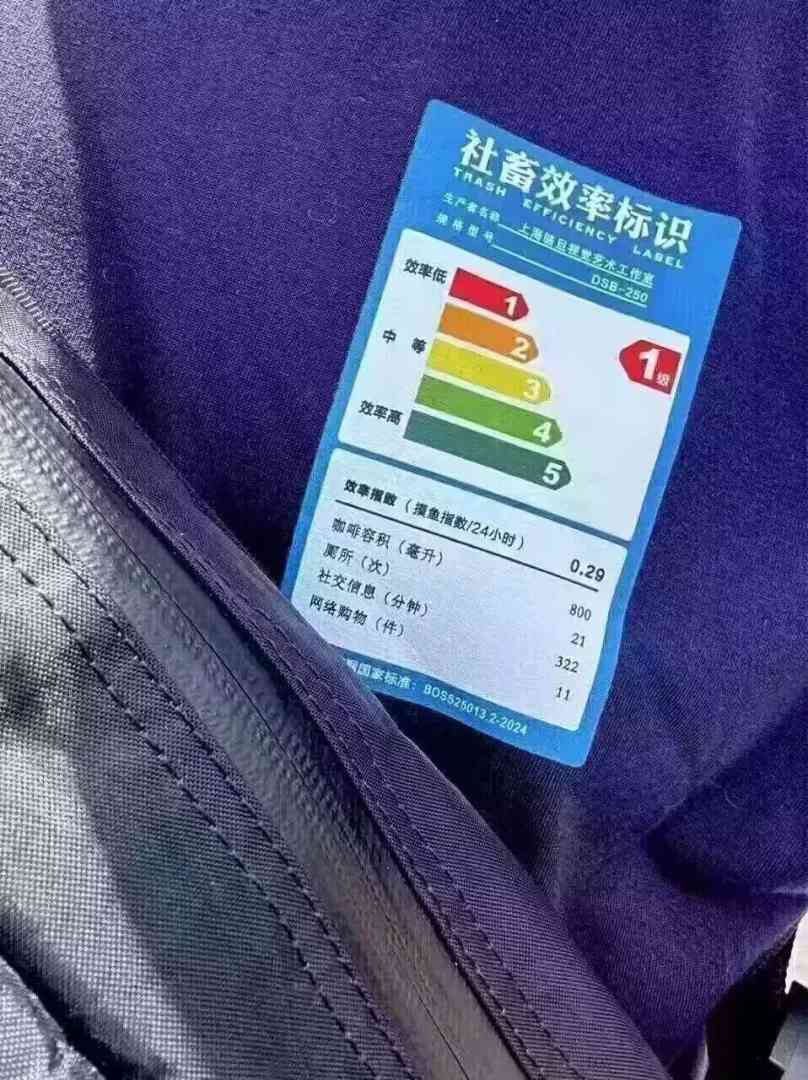 社畜效率标识
TRASH EFFICIENCY LABEL
生产者名称 上海皓目视觉艺术工作室
规格型号 DSB-250
效率低 1
2
中 等 3
4
效率高 5
1级
效率指数(摸鱼指数/24小时) 0.29
咖啡容积(毫升) 800
厕所(次) 21
社交信息(分钟) 322
网络购物(件) 11
国家标准:BOSS25013.2-2024